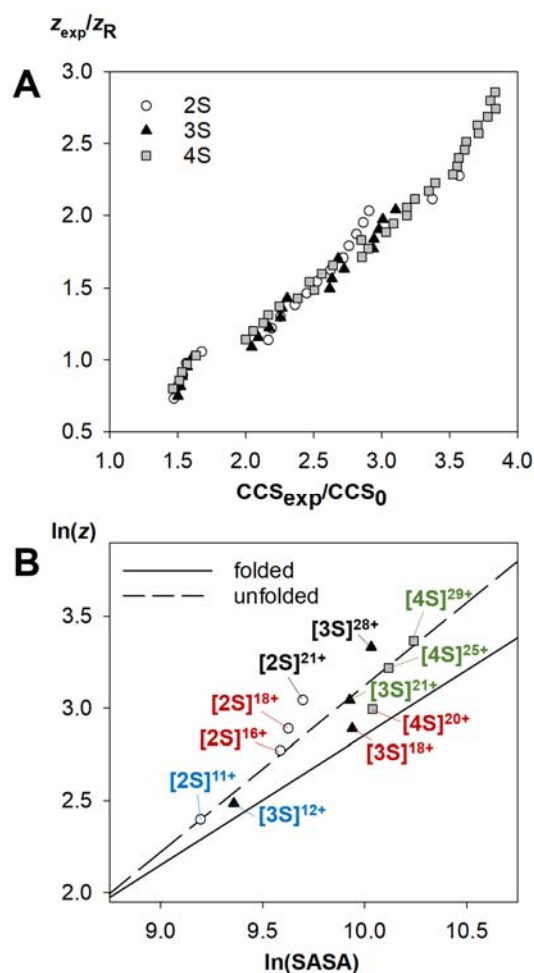 z_exp/z_R
A
3.0
2.5
2.0
1.5
1.0
0.5
2S
3S
4S
1.0 1.5 2.0 2.5 3.0 3.5 4.0
CCS_exp/CCS_0
ln(z)
B
3.5
3.0
2.5
2.0
folded
unfolded
[4S]29+
[3S]28+
[4S]25+
[2S]21+
[3S]21+
[2S]18+
[4S]20+
[2S]16+
[3S]18+
[2S]11+
[3S]12+
9.0 9.5 10.0 10.5
ln(SASA)